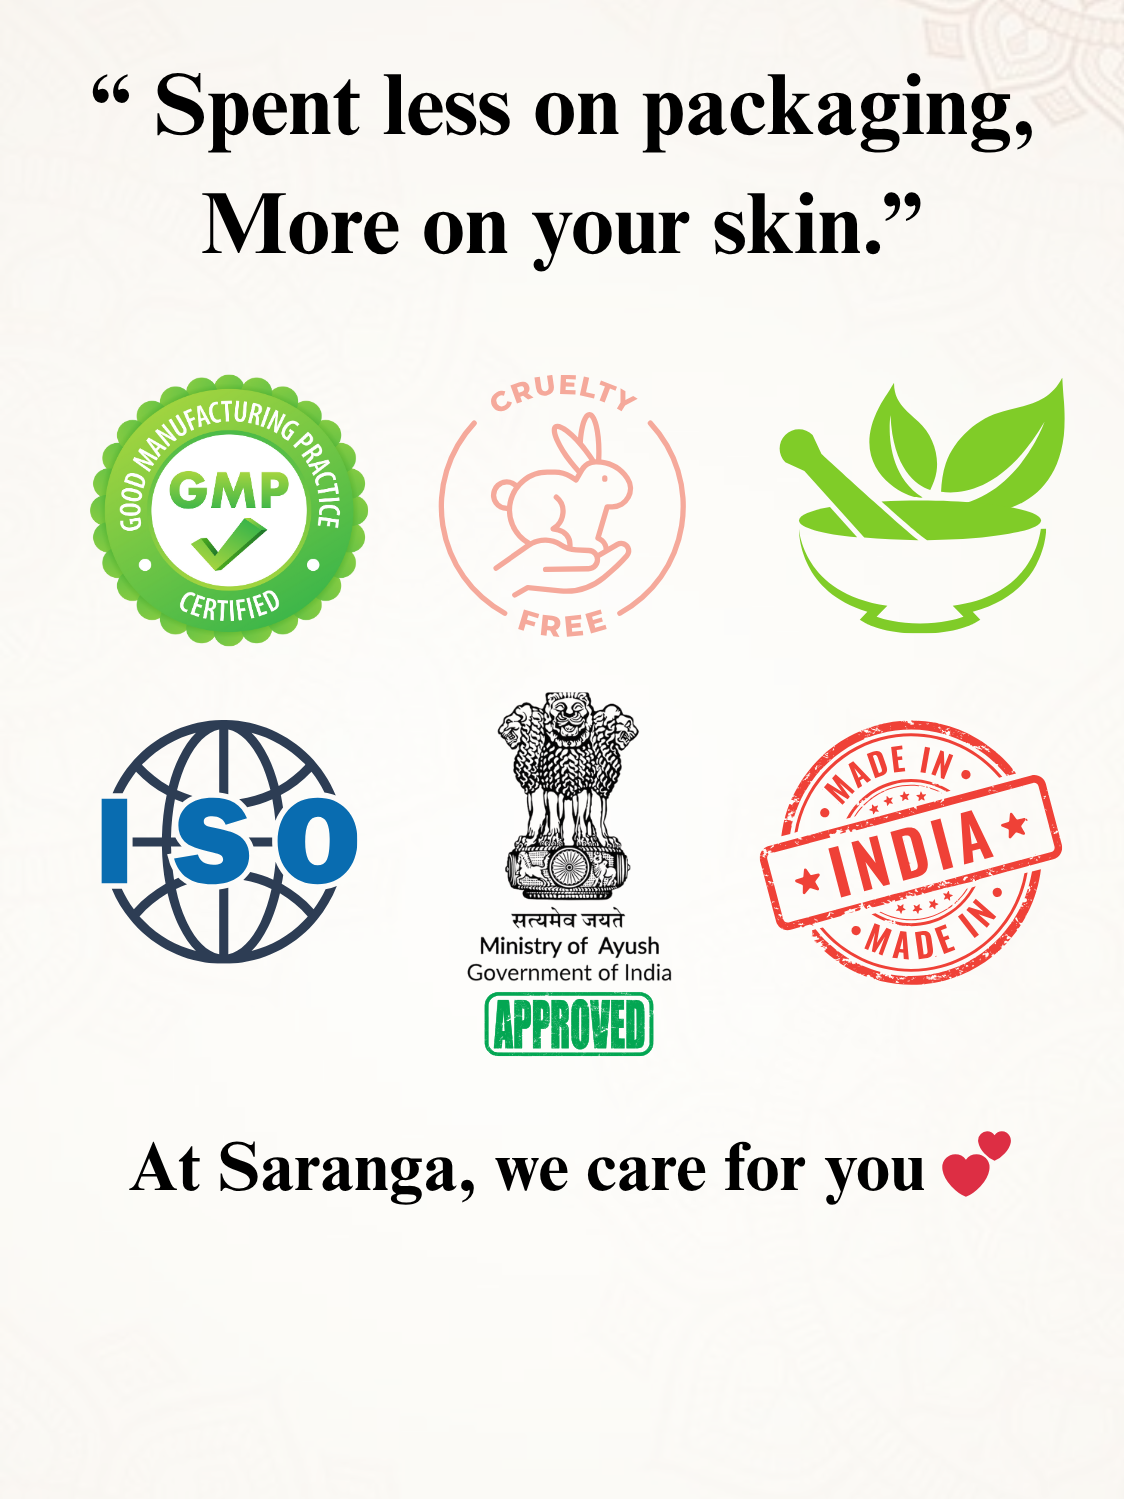 “ Spent less on packaging,
More on your skin.”
GOOD MANUFACTURING PRACTICE
GMP
CERTIFIED
CRUELTY
FREE
ISO
सत्यमेव जयते
Ministry of Ayush
Government of India
APPROVED
MADE IN
INDIA
MADE IN
At Saranga, we care for you 💕